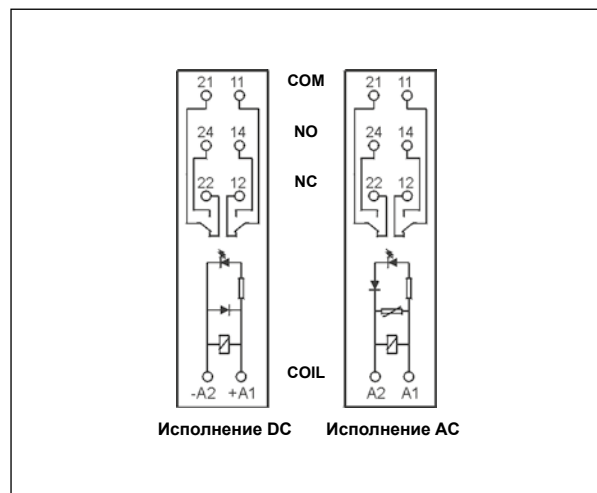 21 11 COM 21 11
24 14 NO 24 14
22 12 NC 22 12
-A2 +A1 COIL A2 A1
Исполнение DC Исполнение AC